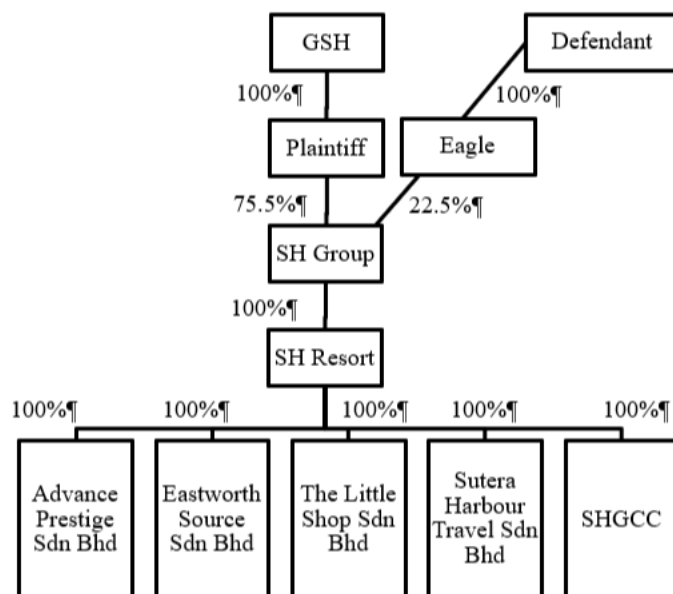 GSH
Defendant
100%¶
100%¶
Plaintiff
Eagle
75.5%¶
22.5%¶
SH Group
100%¶
SH Resort
100%¶
100%¶
100%¶
100%¶
100%¶
Advance
Prestige
Sdn Bhd
Eastworth
Source
Sdn Bhd
The Little
Shop Sdn
Bhd
Sutera
Harbour
Travel Sdn
Bhd
SHGCC